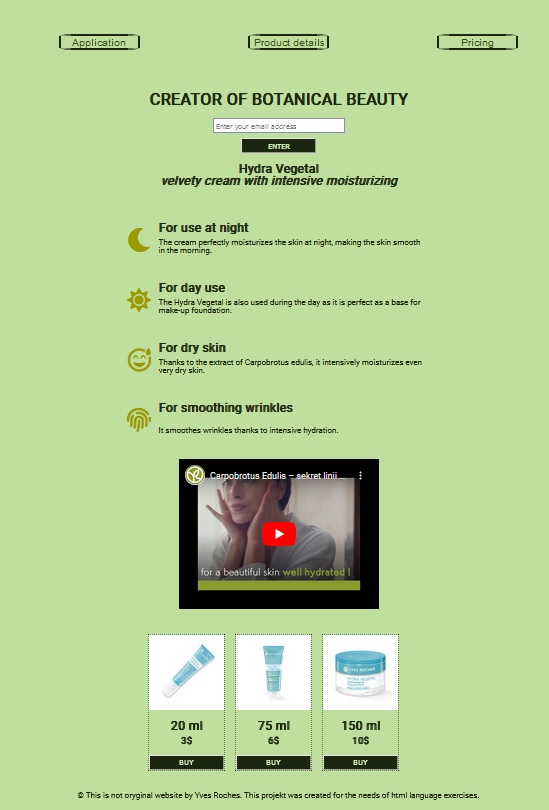 Application
Product details
Pricing
CREATOR OF BOTANICAL BEAUTY
Enter your email address
ENTER
Hydra Vegetal
velvety cream with intensive moisturizing
For use at night
The cream perfectly moisturizes the skin at night, making the skin smooth
in the morning.
For day use
The Hydra Vegetal is also used during the day as it is perfect as a base for
make-up foundation.
For dry skin
Thanks to the extract of Carpobrotus edulis, it intensively moisturizes even
very dry skin.
For smoothing wrinkles
It smoothes wrinkles thanks to intensive hydration.
Carpobrotus Edulis – sekret linii ...
for a beautiful skin well hydrated !
YVES ROCHER
HYDRA VEGETAL
20 ml
75 ml
150 ml
3$
6$
10$
BUY
BUY
BUY
© This is not oryginal website by Yves Roches. This projekt was created for the needs of html language exercises.